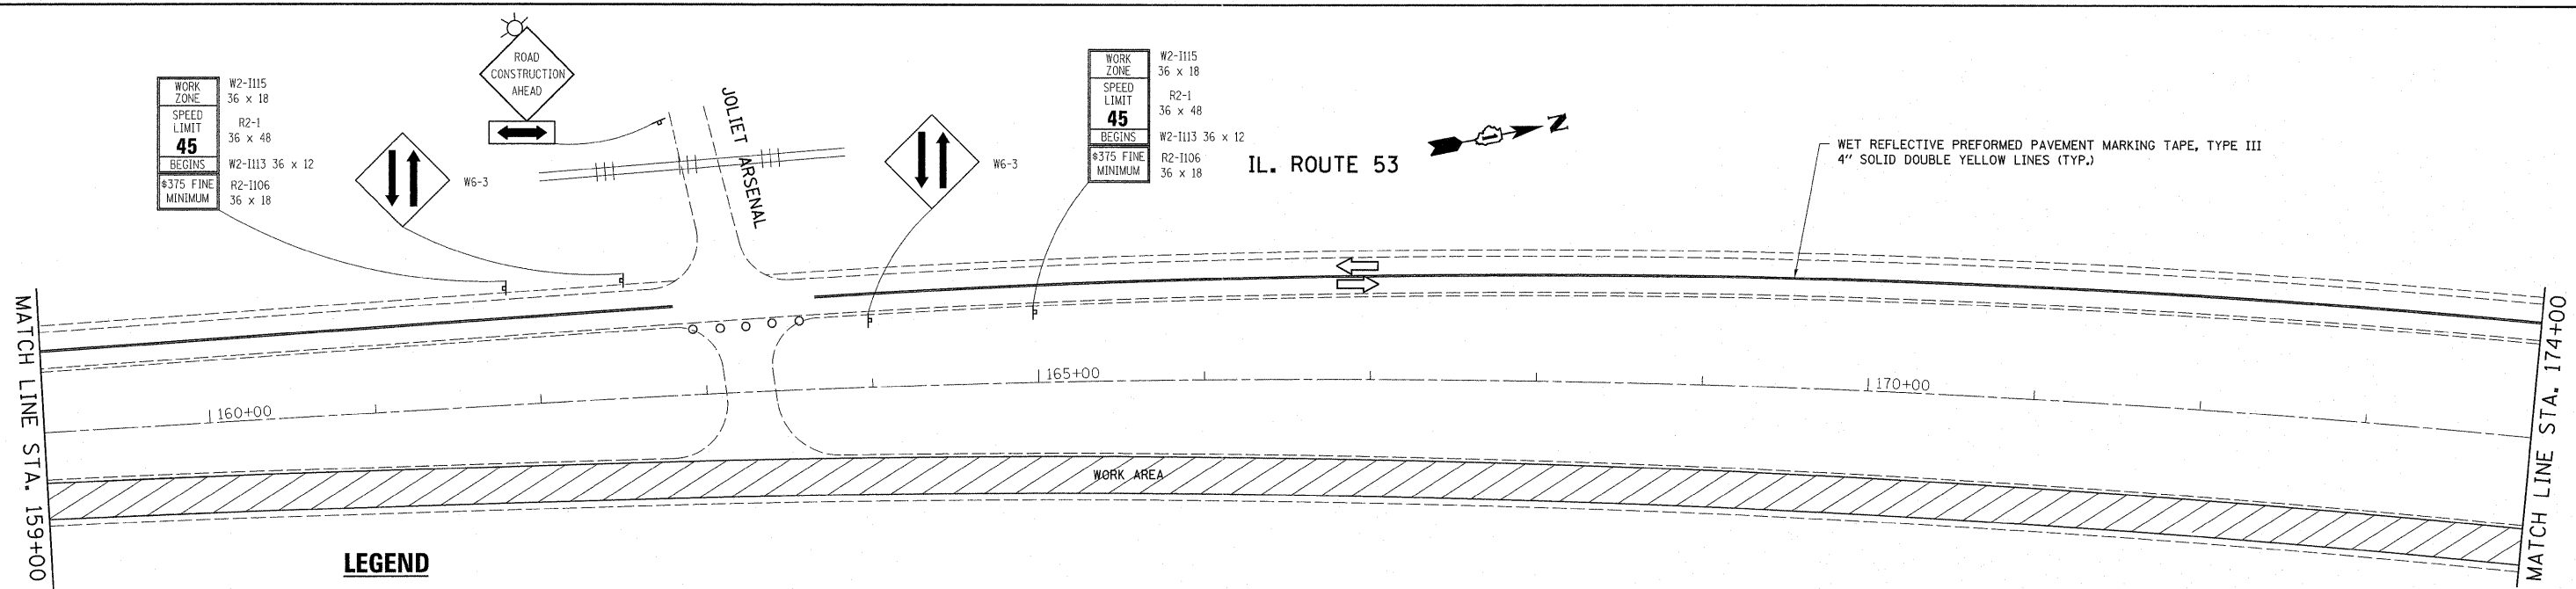 WORK
ZONE
SPEED
LIMIT
45
BEGINS
$375 FINE
MINIMUM
W2-I115
36 x 18
R2-1
36 x 48
W2-I113 36 x 12
R2-I106
36 x 18
W6-3
ROAD
CONSTRUCTION
AHEAD
JOLIET ARSENAL
W6-3
WORK
ZONE
SPEED
LIMIT
45
BEGINS
$375 FINE
MINIMUM
W2-I115
36 x 18
R2-1
36 x 48
W2-I113 36 x 12
R2-I106
36 x 18
IL. ROUTE 53
N
WET REFLECTIVE PREFORMED PAVEMENT MARKING TAPE, TYPE III
4" SOLID DOUBLE YELLOW LINES (TYP.)
MATCH LINE STA. 159+00
160+00
165+00
170+00
WORK AREA
MATCH LINE STA. 174+00
LEGEND